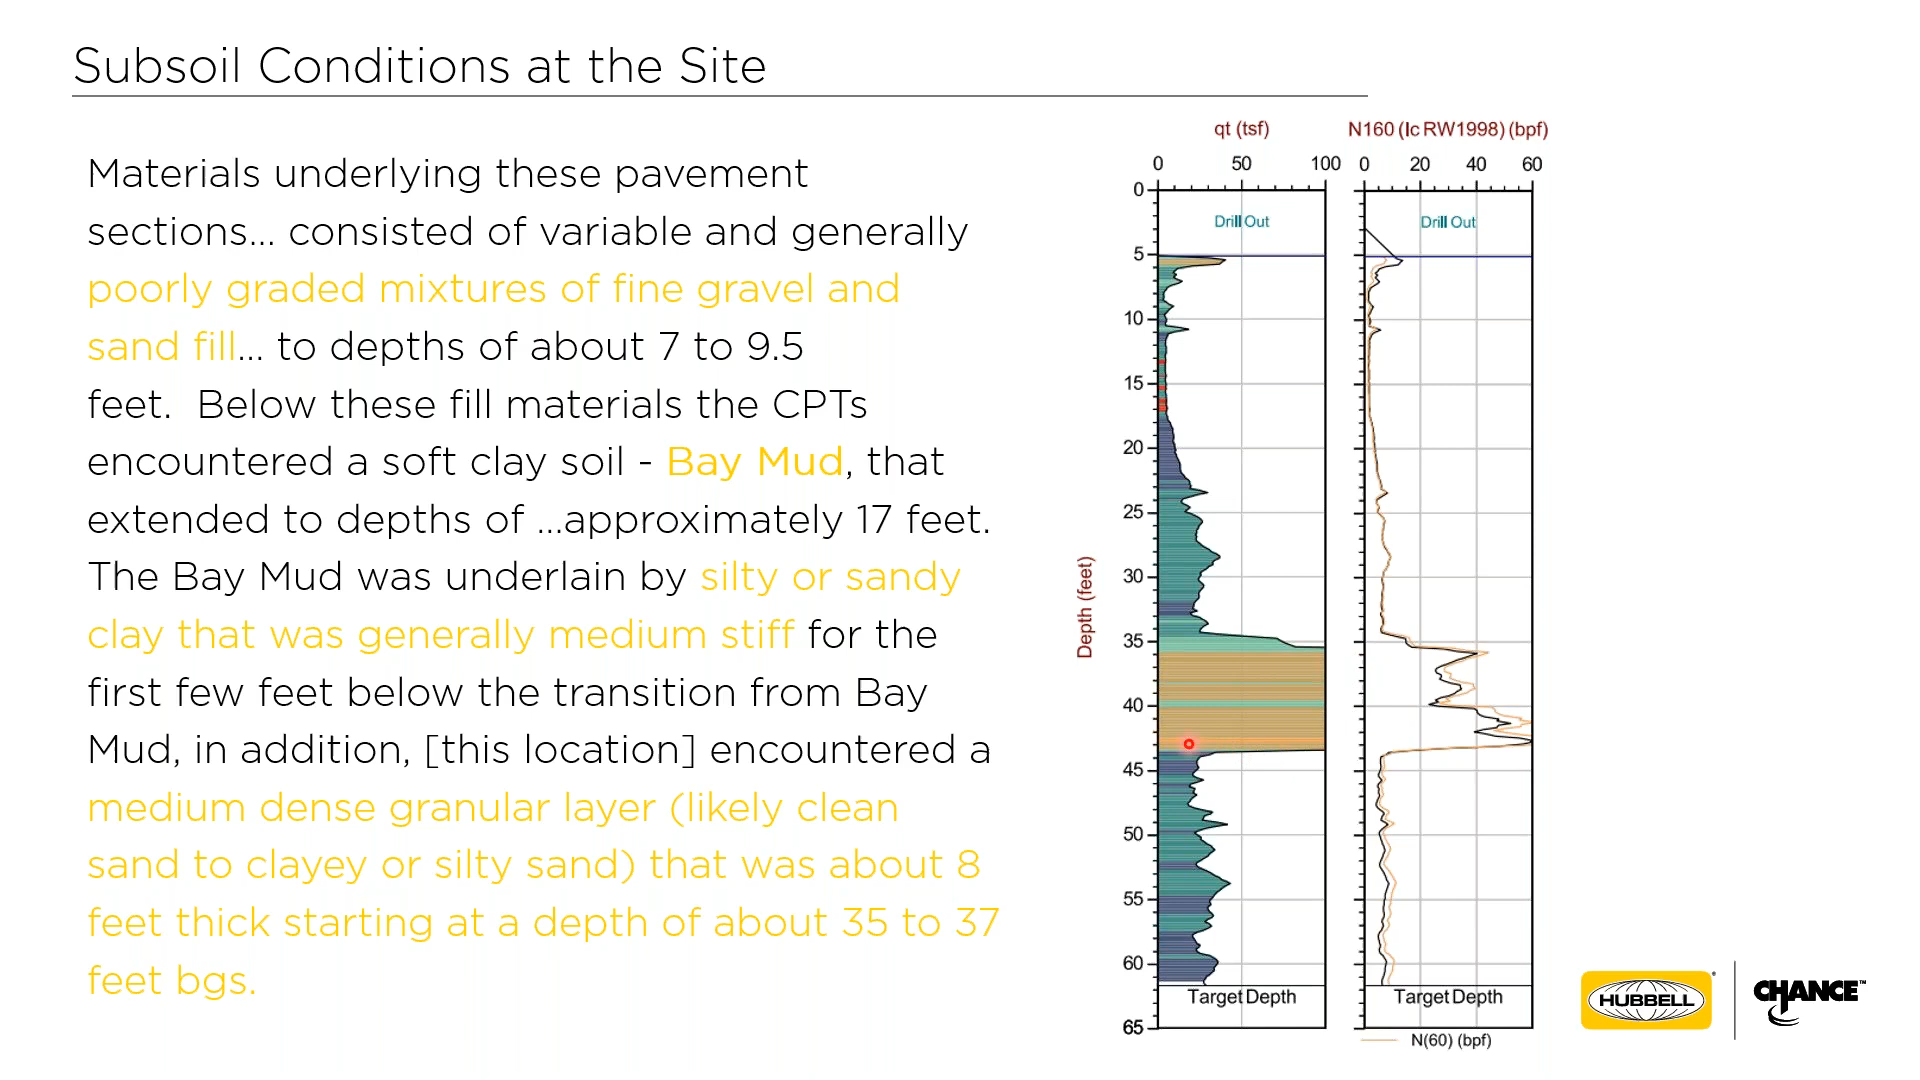 Subsoil Conditions at the Site
Materials underlying these pavement
sections... consisted of variable and generally
poorly graded mixtures of fine gravel and
sand fill... to depths of about 7 to 9.5
feet.  Below these fill materials the CPTs
encountered a soft clay soil - Bay Mud, that
extended to depths of ...approximately 17 feet.
The Bay Mud was underlain by silty or sandy
clay that was generally medium stiff for the
first few feet below the transition from Bay
Mud, in addition, [this location] encountered a
medium dense granular layer (likely clean
sand to clayey or silty sand) that was about 8
feet thick starting at a depth of about 35 to 37
feet bgs.
qt (tsf)
0 50 100
N160 (Ic RW1998) (bpf)
0 20 40 60
Depth (feet)
0
5
10
15
20
25
30
35
40
45
50
55
60
65
Drill Out
Drill Out
Target Depth
Target Depth
N(60) (bpf)
HUBBELL®
CHANCE™